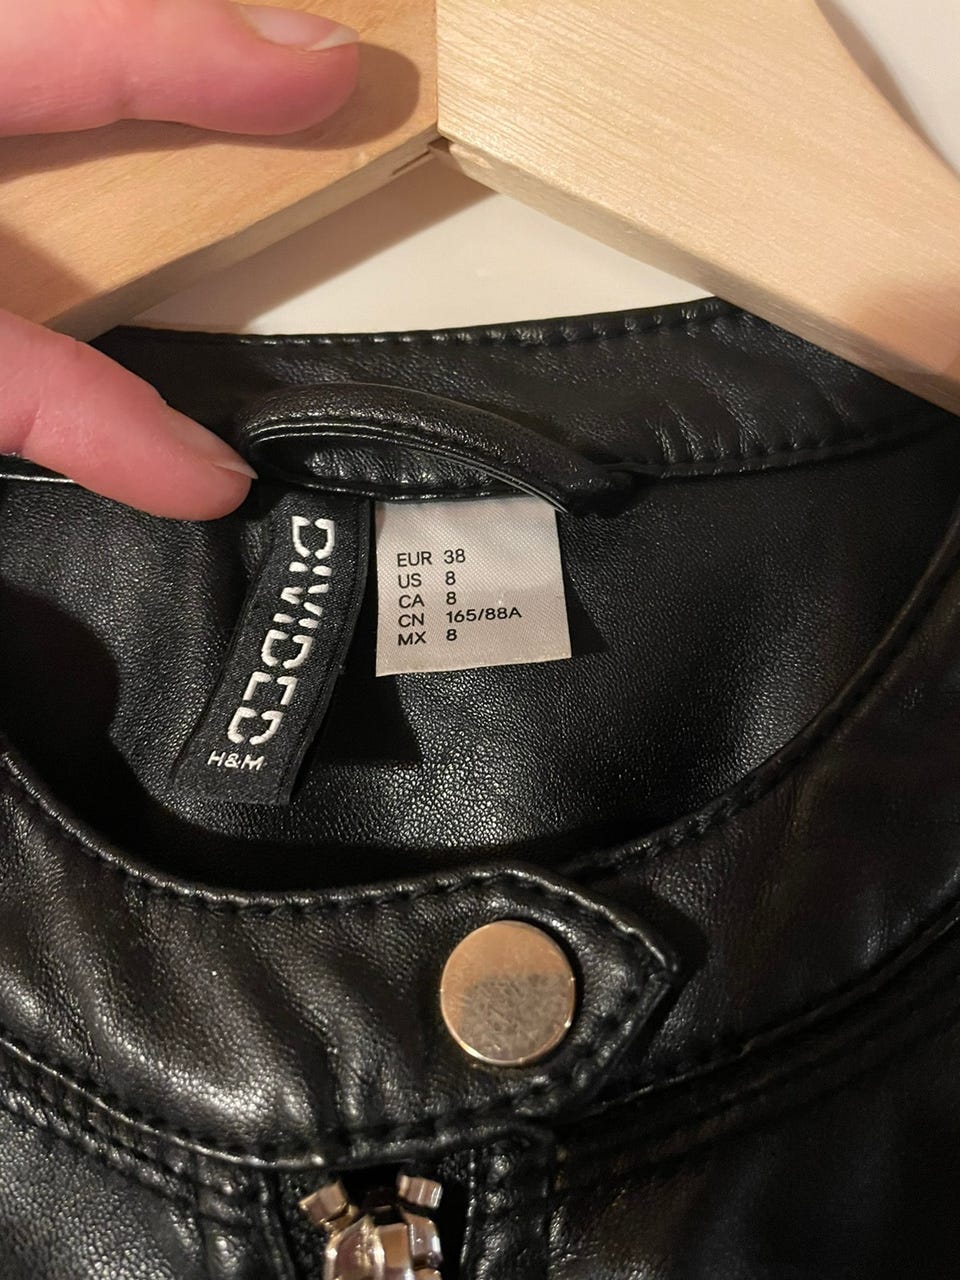 DIVIDED
H&M
EUR 38
US 8
CA 8
CN 165/88A
MX 8